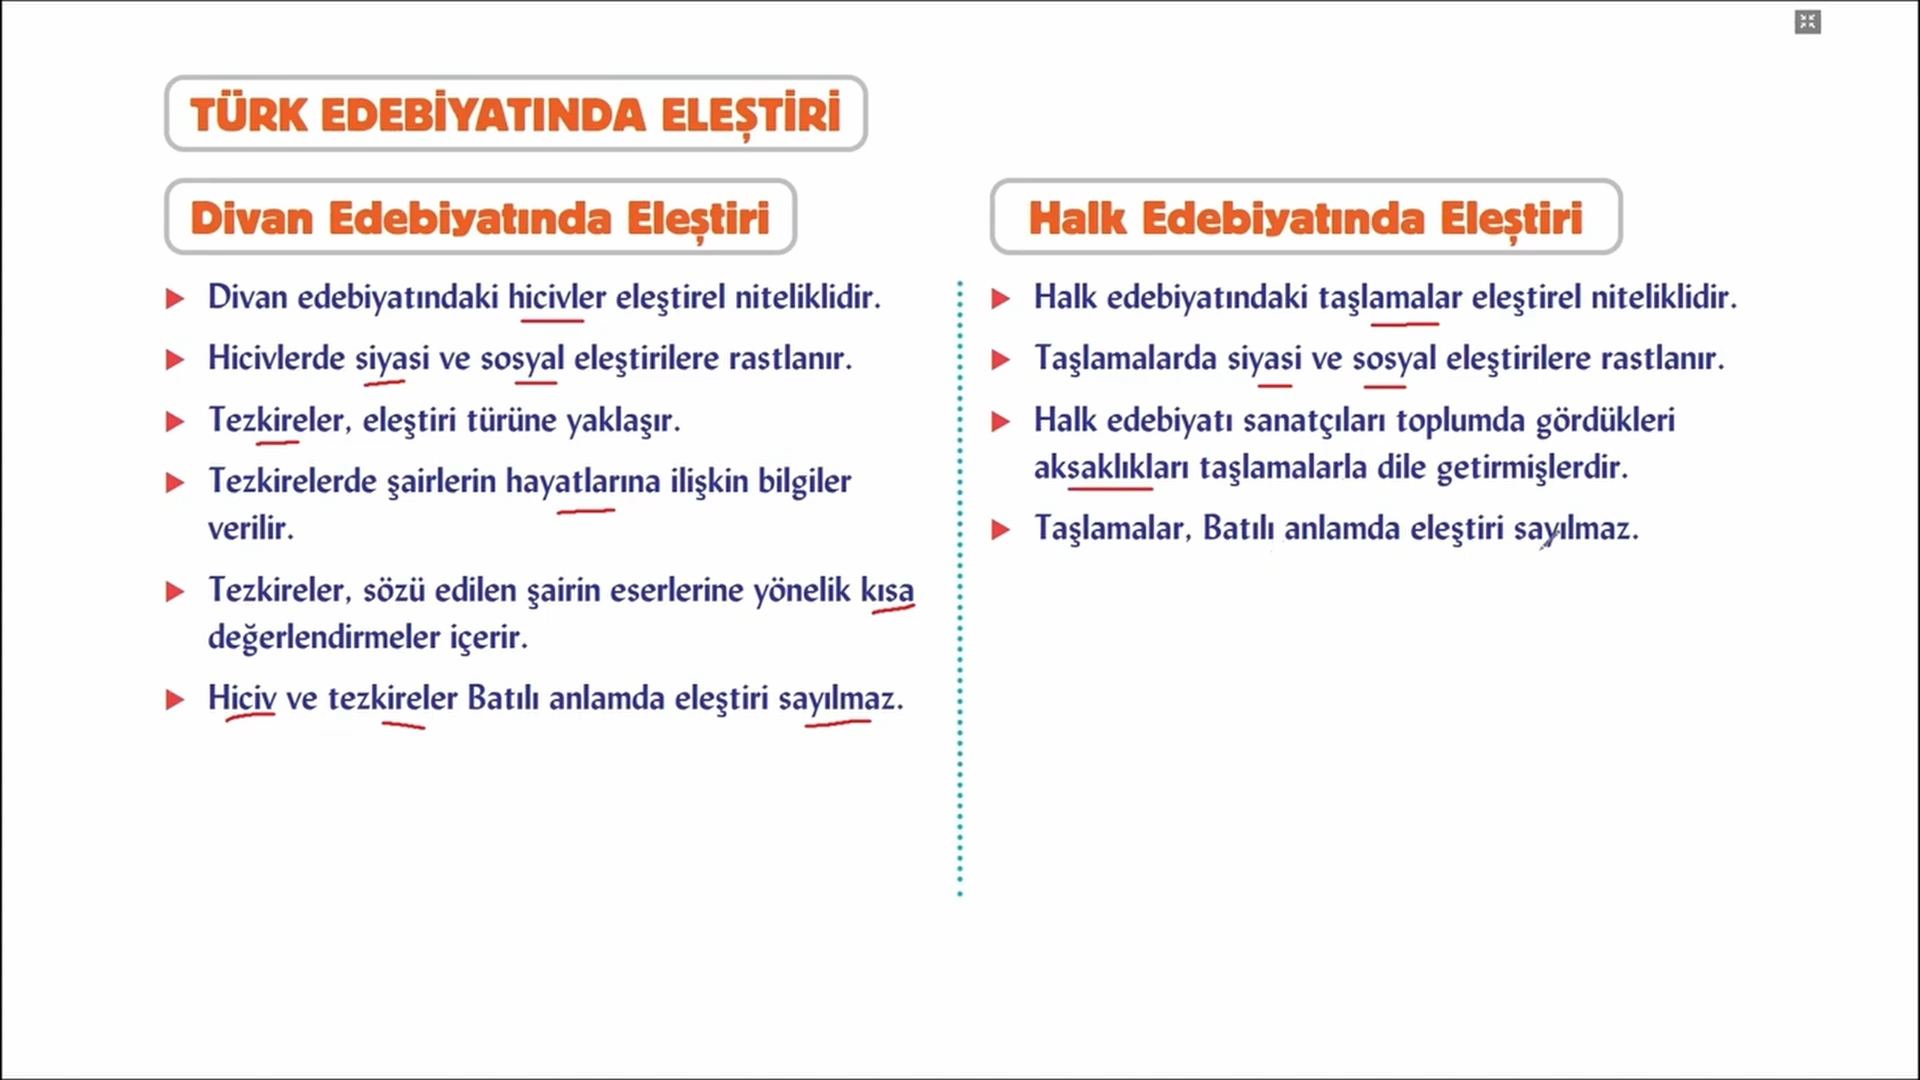 TÜRK EDEBİYATINDA ELEŞTİRİ
Divan Edebiyatında Eleştiri
Divan edebiyatındaki hicivler eleştirel niteliklidir.
Hicivlerde siyasi ve sosyal eleştirilere rastlanır.
Tezkireler, eleştiri türüne yaklaşır.
Tezkirelerde şairlerin hayatlarına ilişkin bilgiler
verilir.
Tezkireler, sözü edilen şairin eserlerine yönelik kısa
değerlendirmeler içerir.
Hiciv ve tezkireler Batılı anlamda eleştiri sayılmaz.
Halk Edebiyatında Eleştiri
Halk edebiyatındaki taşlamalar eleştirel niteliklidir.
Taşlamalarda siyasi ve sosyal eleştirilere rastlanır.
Halk edebiyatı sanatçıları toplumda gördükleri
aksaklıkları taşlamalarla dile getirmişlerdir.
Taşlamalar, Batılı anlamda eleştiri sayılmaz.